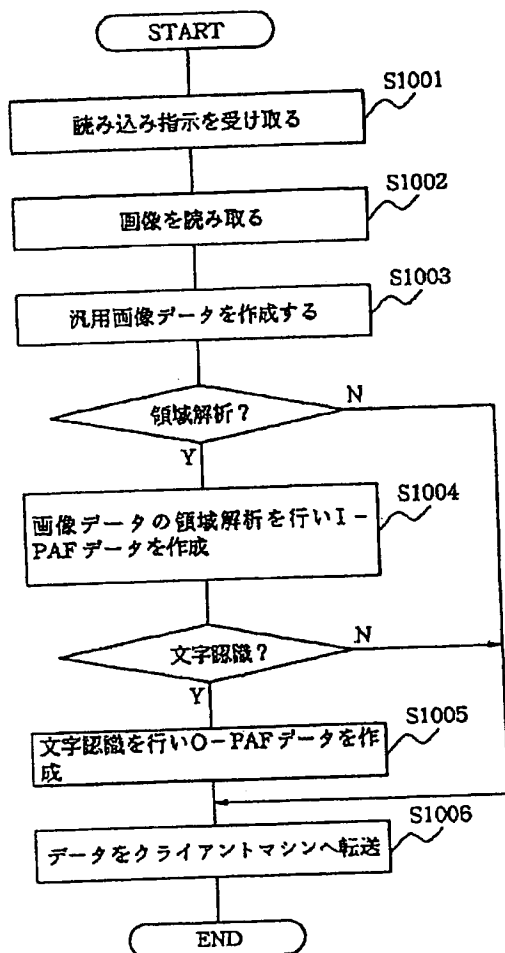 START
S1001
読み込み指示を受け取る
S1002
画像を読み取る
S1003
汎用画像データを作成する
領域解析？
N
Y
S1004
画像データの領域解析を行いI-
PAFデータを作成
文字認識？
N
Y
S1005
文字認識を行いO-PAFデータを作
成
S1006
データをクライアントマシンへ転送
END